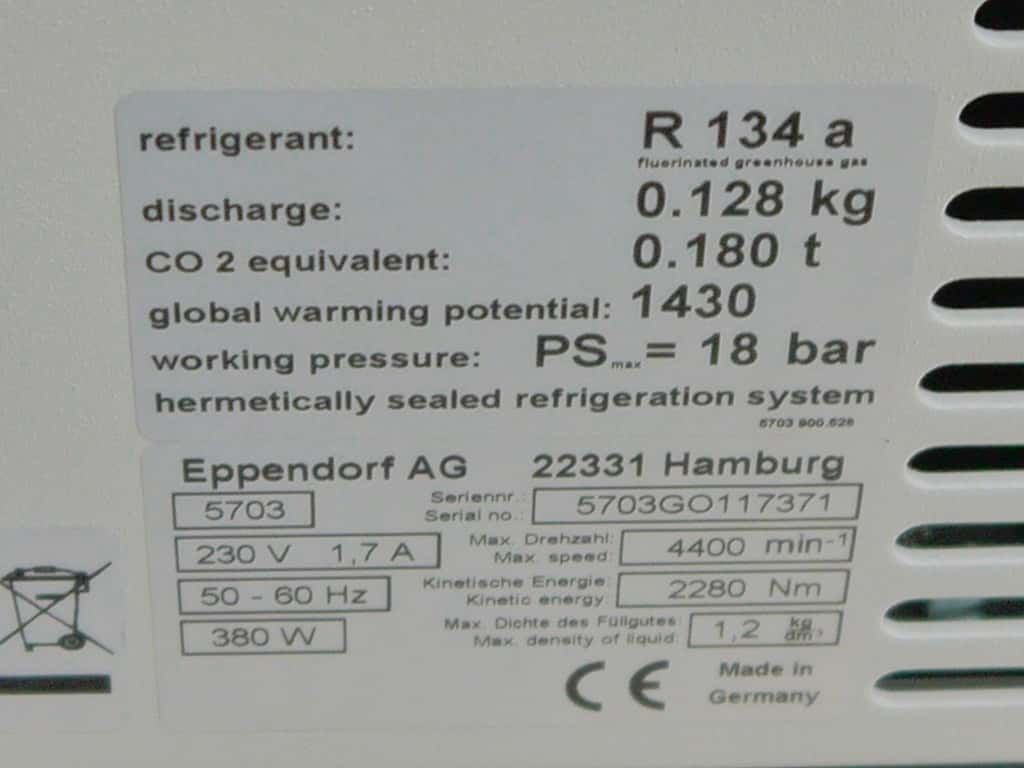 refrigerant: R 134 a
fluorinated greenhouse gas
discharge: 0.128 kg
CO 2 equivalent: 0.180 t
global warming potential: 1430
working pressure: PSmax= 18 bar
hermetically sealed refrigeration system
5703 900.626
Eppendorf AG 22331 Hamburg
5703 Seriennr.: Serial no.: 5703GO117371
230 V 1,7 A Max. Drehzahl: Max. speed: 4400 min-1
50 - 60 Hz Kinetische Energie: Kinetic energy: 2280 Nm
380 W Max. Dichte des Füllgutes: Max. density of liquid: 1,2 kg/dm³
CE Made in
Germany